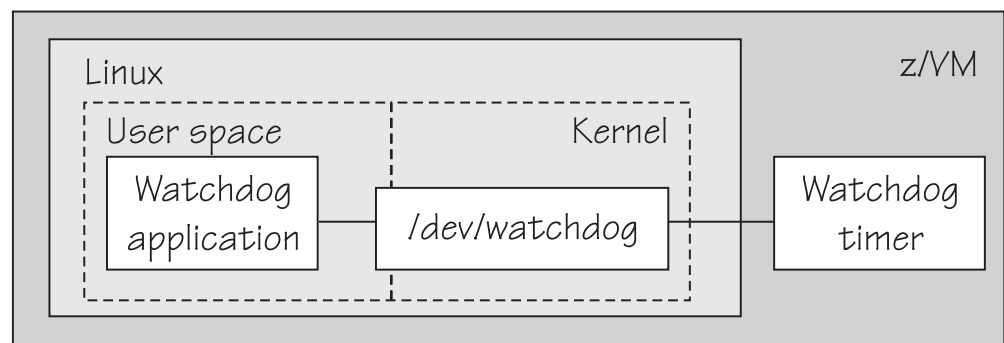 z/VM
Linux
User space
Kernel
Watchdog
application
/dev/watchdog
Watchdog
timer